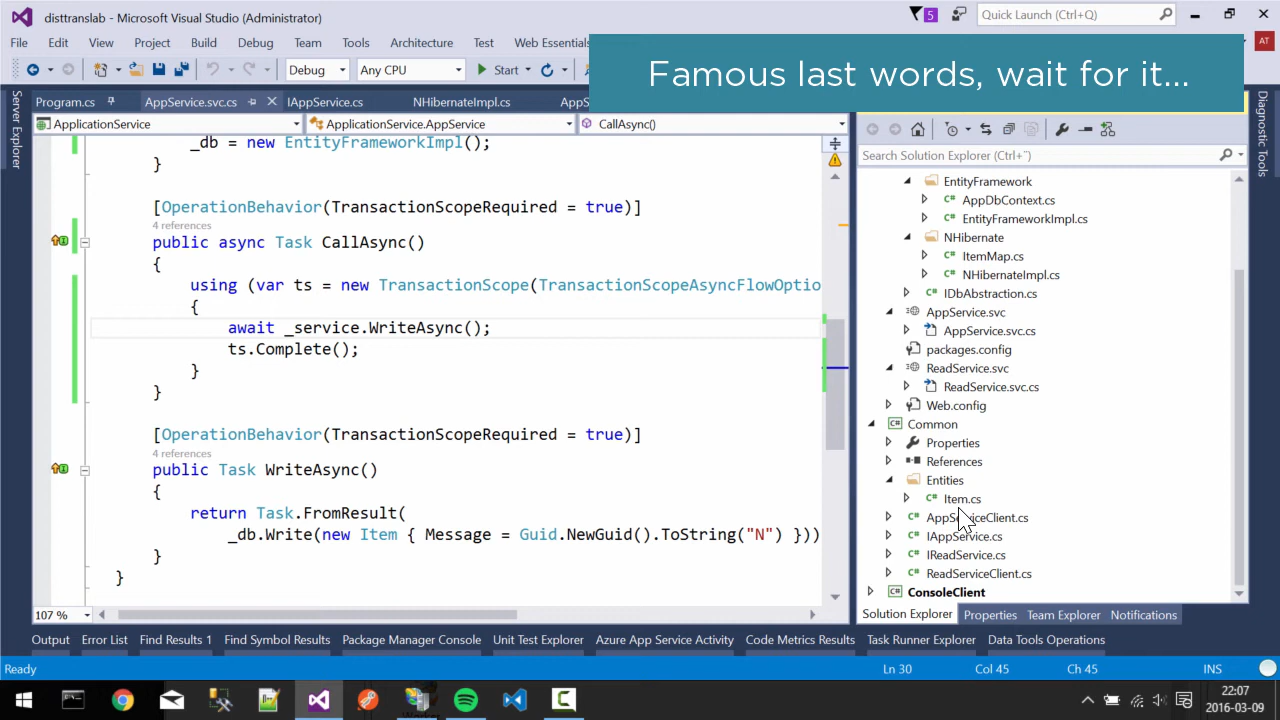 disttranslab - Microsoft Visual Studio (Administrator)
5
Quick Launch (Ctrl+Q)
File Edit View Project Build Debug Team Tools Architecture Test Web Essentials
AT
Debug Any CPU Start
Famous last words, wait for it...
Server Explorer
Diagnostic Tools
Program.cs AppService.svc.cs IAppService.cs NHibernateImpl.cs AppS
ApplicationService ApplicationService.AppService CallAsync()
_db = new EntityFrameworkImpl();
}
[OperationBehavior(TransactionScopeRequired = true)]
4 references
public async Task CallAsync()
{
using (var ts = new TransactionScope(TransactionScopeAsyncFlowOptio
{
await _service.WriteAsync();
ts.Complete();
}
}
[OperationBehavior(TransactionScopeRequired = true)]
4 references
public Task WriteAsync()
{
return Task.FromResult(
_db.Write(new Item { Message = Guid.NewGuid().ToString("N") }))
}
}
107 %
Search Solution Explorer (Ctrl+¨)
EntityFramework
AppDbContext.cs
EntityFrameworkImpl.cs
NHibernate
ItemMap.cs
NHibernateImpl.cs
IDbAbstraction.cs
AppService.svc
AppService.svc.cs
packages.config
ReadService.svc
ReadService.svc.cs
Web.config
Common
Properties
References
Entities
Item.cs
AppServiceClient.cs
IAppService.cs
IReadService.cs
ReadServiceClient.cs
ConsoleClient
Solution Explorer Properties Team Explorer Notifications
Output Error List Find Results 1 Find Symbol Results Package Manager Console Unit Test Explorer Azure App Service Activity Code Metrics Results Task Runner Explorer Data Tools Operations
Ready Ln 30 Col 45 Ch 45 INS
22:07
2016-03-09